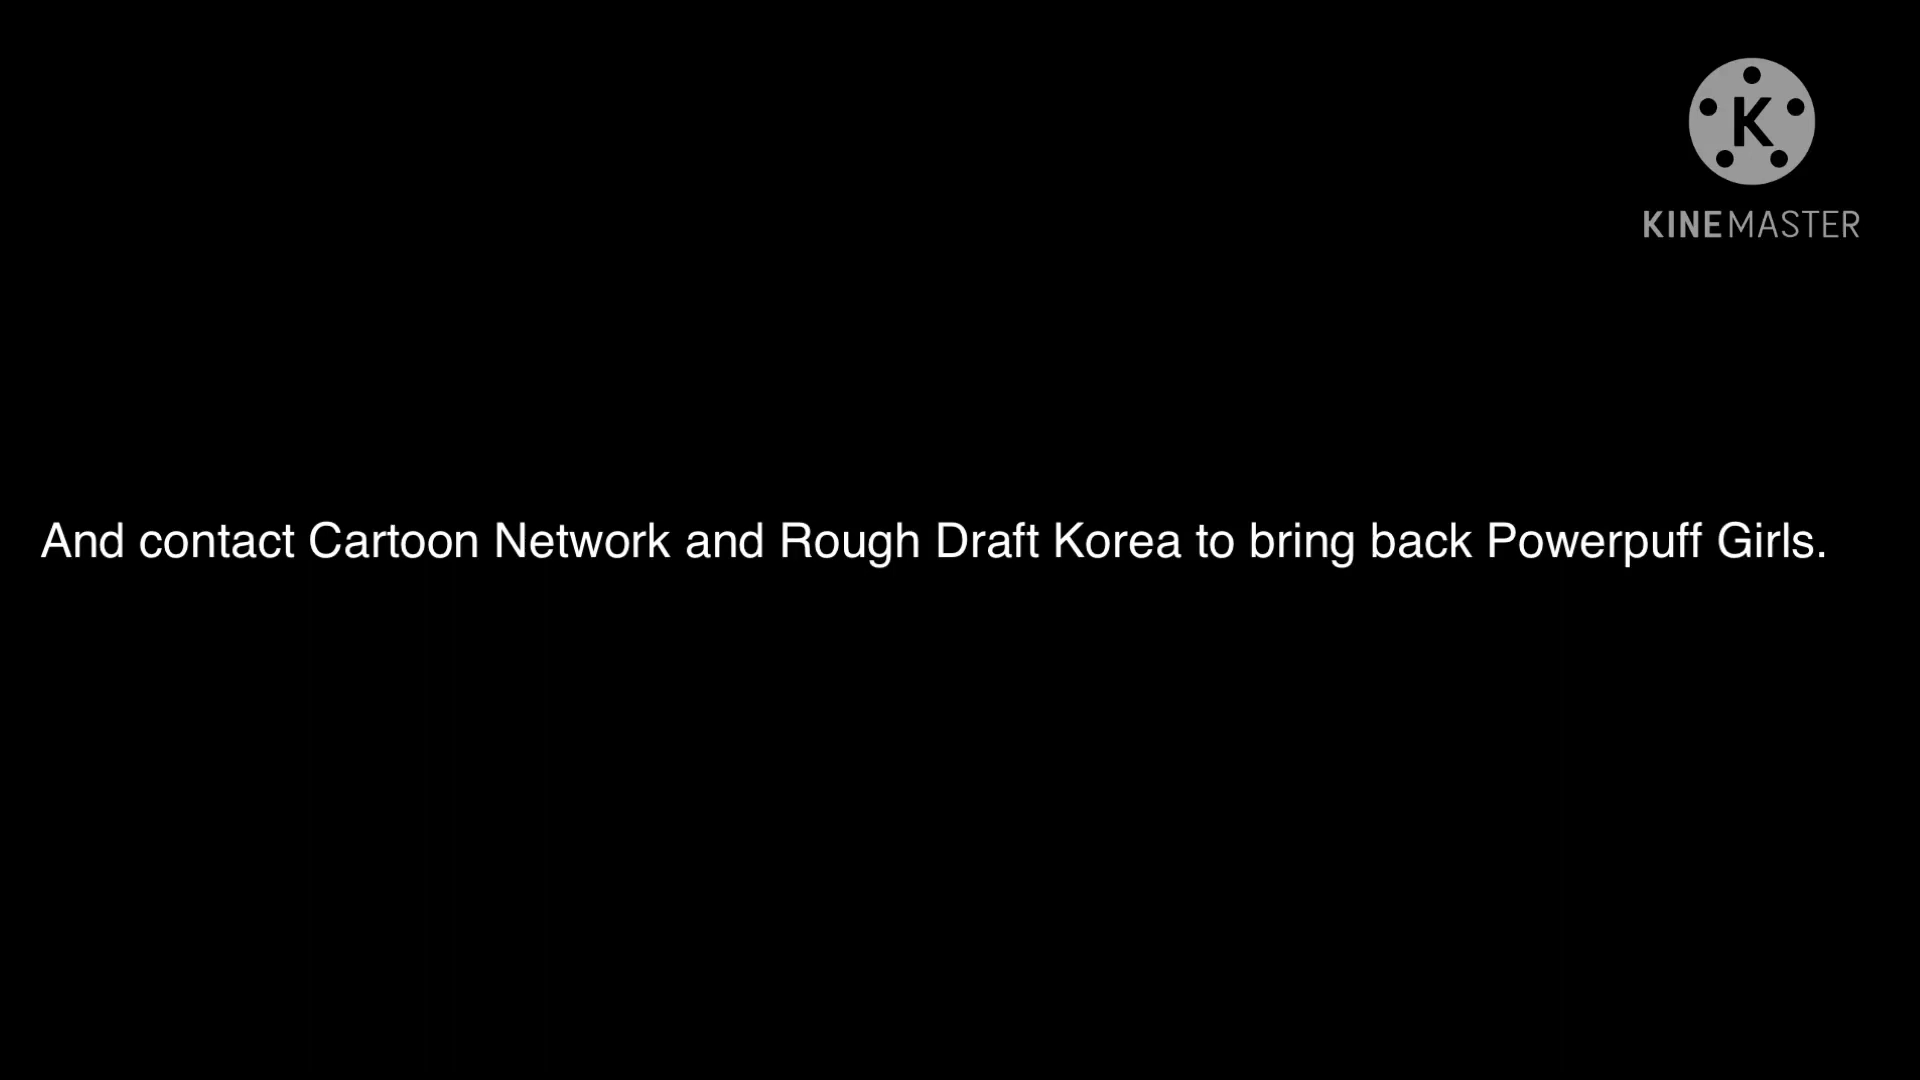 K
KINEMASTER
And contact Cartoon Network and Rough Draft Korea to bring back Powerpuff Girls.